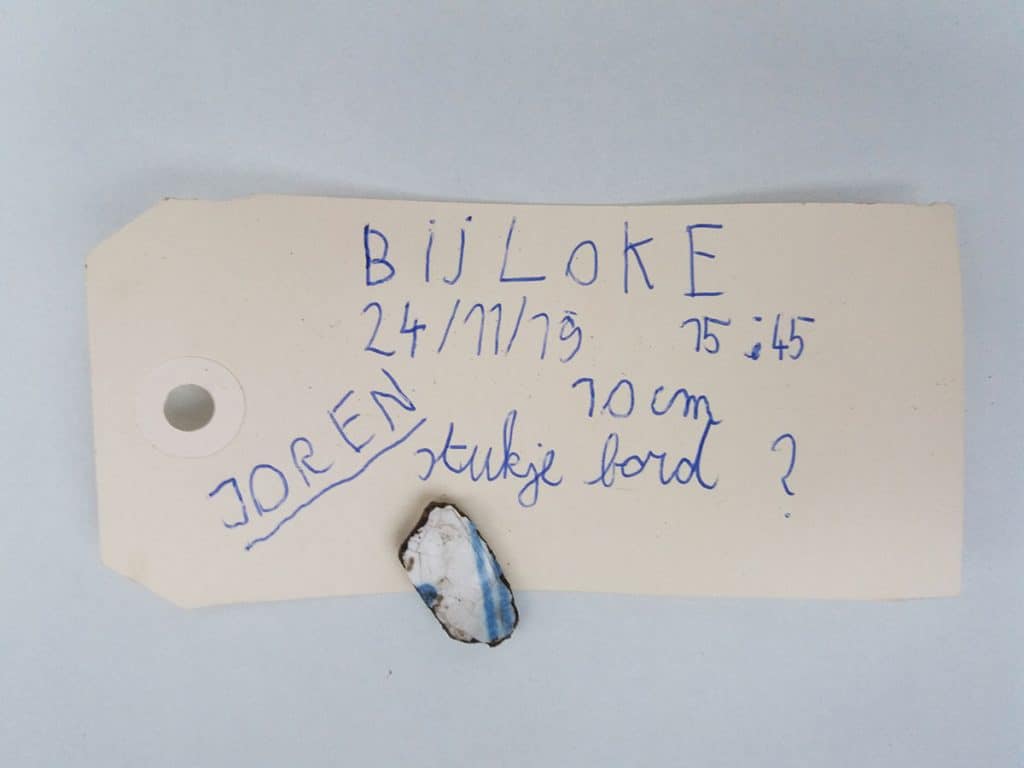 BIJLOKE
24/11/19 15:45
10 cm
JOREN
stukje bord ?